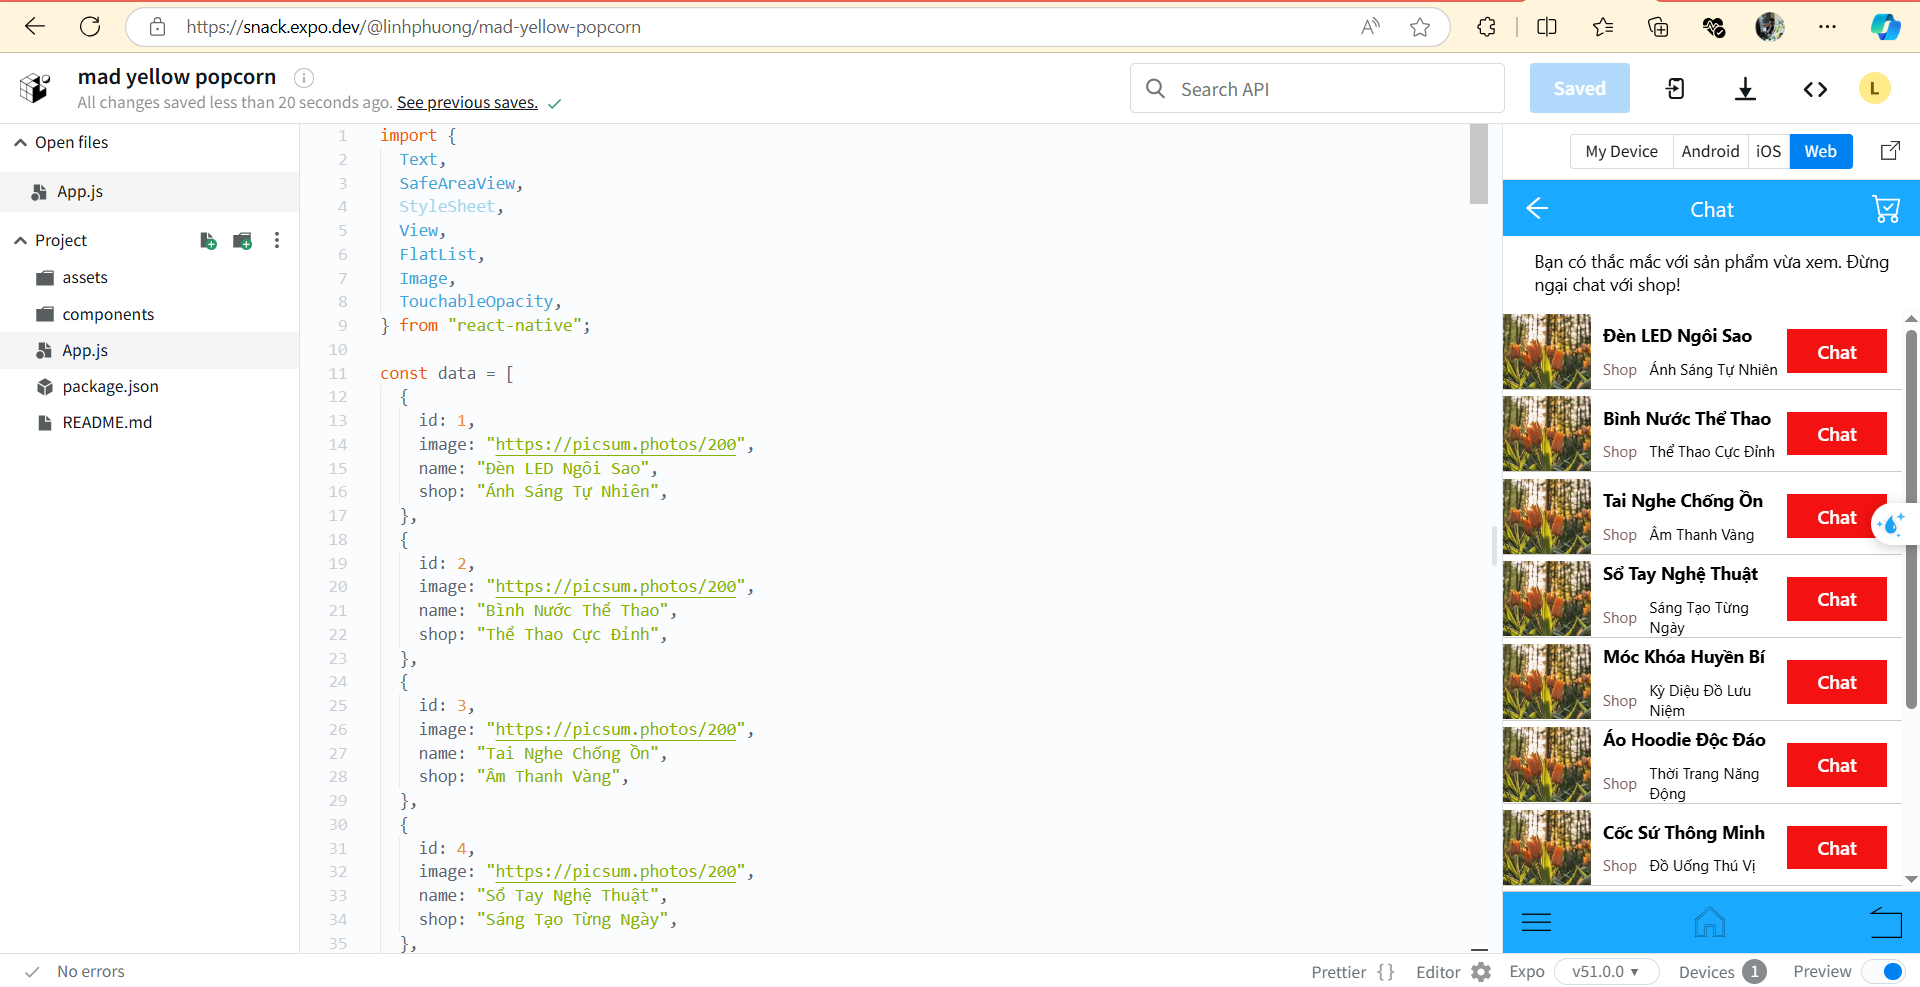 https://snack.expo.dev/@linhphuong/mad-yellow-popcorn
mad yellow popcorn
All changes saved less than 20 seconds ago. See previous saves.
Search API
Saved
L
Open files
App.js
Project
assets
components
App.js
package.json
README.md
1 import {
2 Text,
3 SafeAreaView,
4 StyleSheet,
5 View,
6 FlatList,
7 Image,
8 TouchableOpacity,
9 } from "react-native";
10
11 const data = [
12 {
13 id: 1,
14 image: "https://picsum.photos/200",
15 name: "Đèn LED Ngôi Sao",
16 shop: "Ánh Sáng Tự Nhiên",
17 },
18 {
19 id: 2,
20 image: "https://picsum.photos/200",
21 name: "Bình Nước Thể Thao",
22 shop: "Thể Thao Cực Đỉnh",
23 },
24 {
25 id: 3,
26 image: "https://picsum.photos/200",
27 name: "Tai Nghe Chống Ồn",
28 shop: "Âm Thanh Vàng",
29 },
30 {
31 id: 4,
32 image: "https://picsum.photos/200",
33 name: "Sổ Tay Nghệ Thuật",
34 shop: "Sáng Tạo Từng Ngày",
35 },
My Device Android iOS Web
Chat
Bạn có thắc mắc với sản phẩm vừa xem. Đừng
ngại chat với shop!
Đèn LED Ngôi Sao
Shop Ánh Sáng Tự Nhiên
Chat
Bình Nước Thể Thao
Shop Thể Thao Cực Đỉnh
Chat
Tai Nghe Chống Ồn
Shop Âm Thanh Vàng
Chat
Sổ Tay Nghệ Thuật
Shop Sáng Tạo Từng
Ngày
Chat
Móc Khóa Huyền Bí
Shop Kỳ Diệu Đồ Lưu
Niệm
Chat
Áo Hoodie Độc Đáo
Shop Thời Trang Năng
Động
Chat
Cốc Sứ Thông Minh
Shop Đồ Uống Thú Vị
Chat
No errors
Prettier { } Editor Expo v51.0.0 Devices 1 Preview